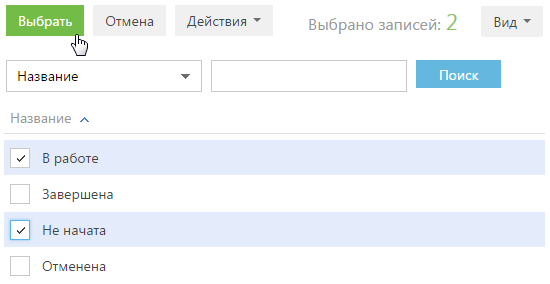 Выбрать Отмена Действия Выбрано записей: 2 Вид
Название Поиск
Название
В работе
Завершена
Не начата
Отменена